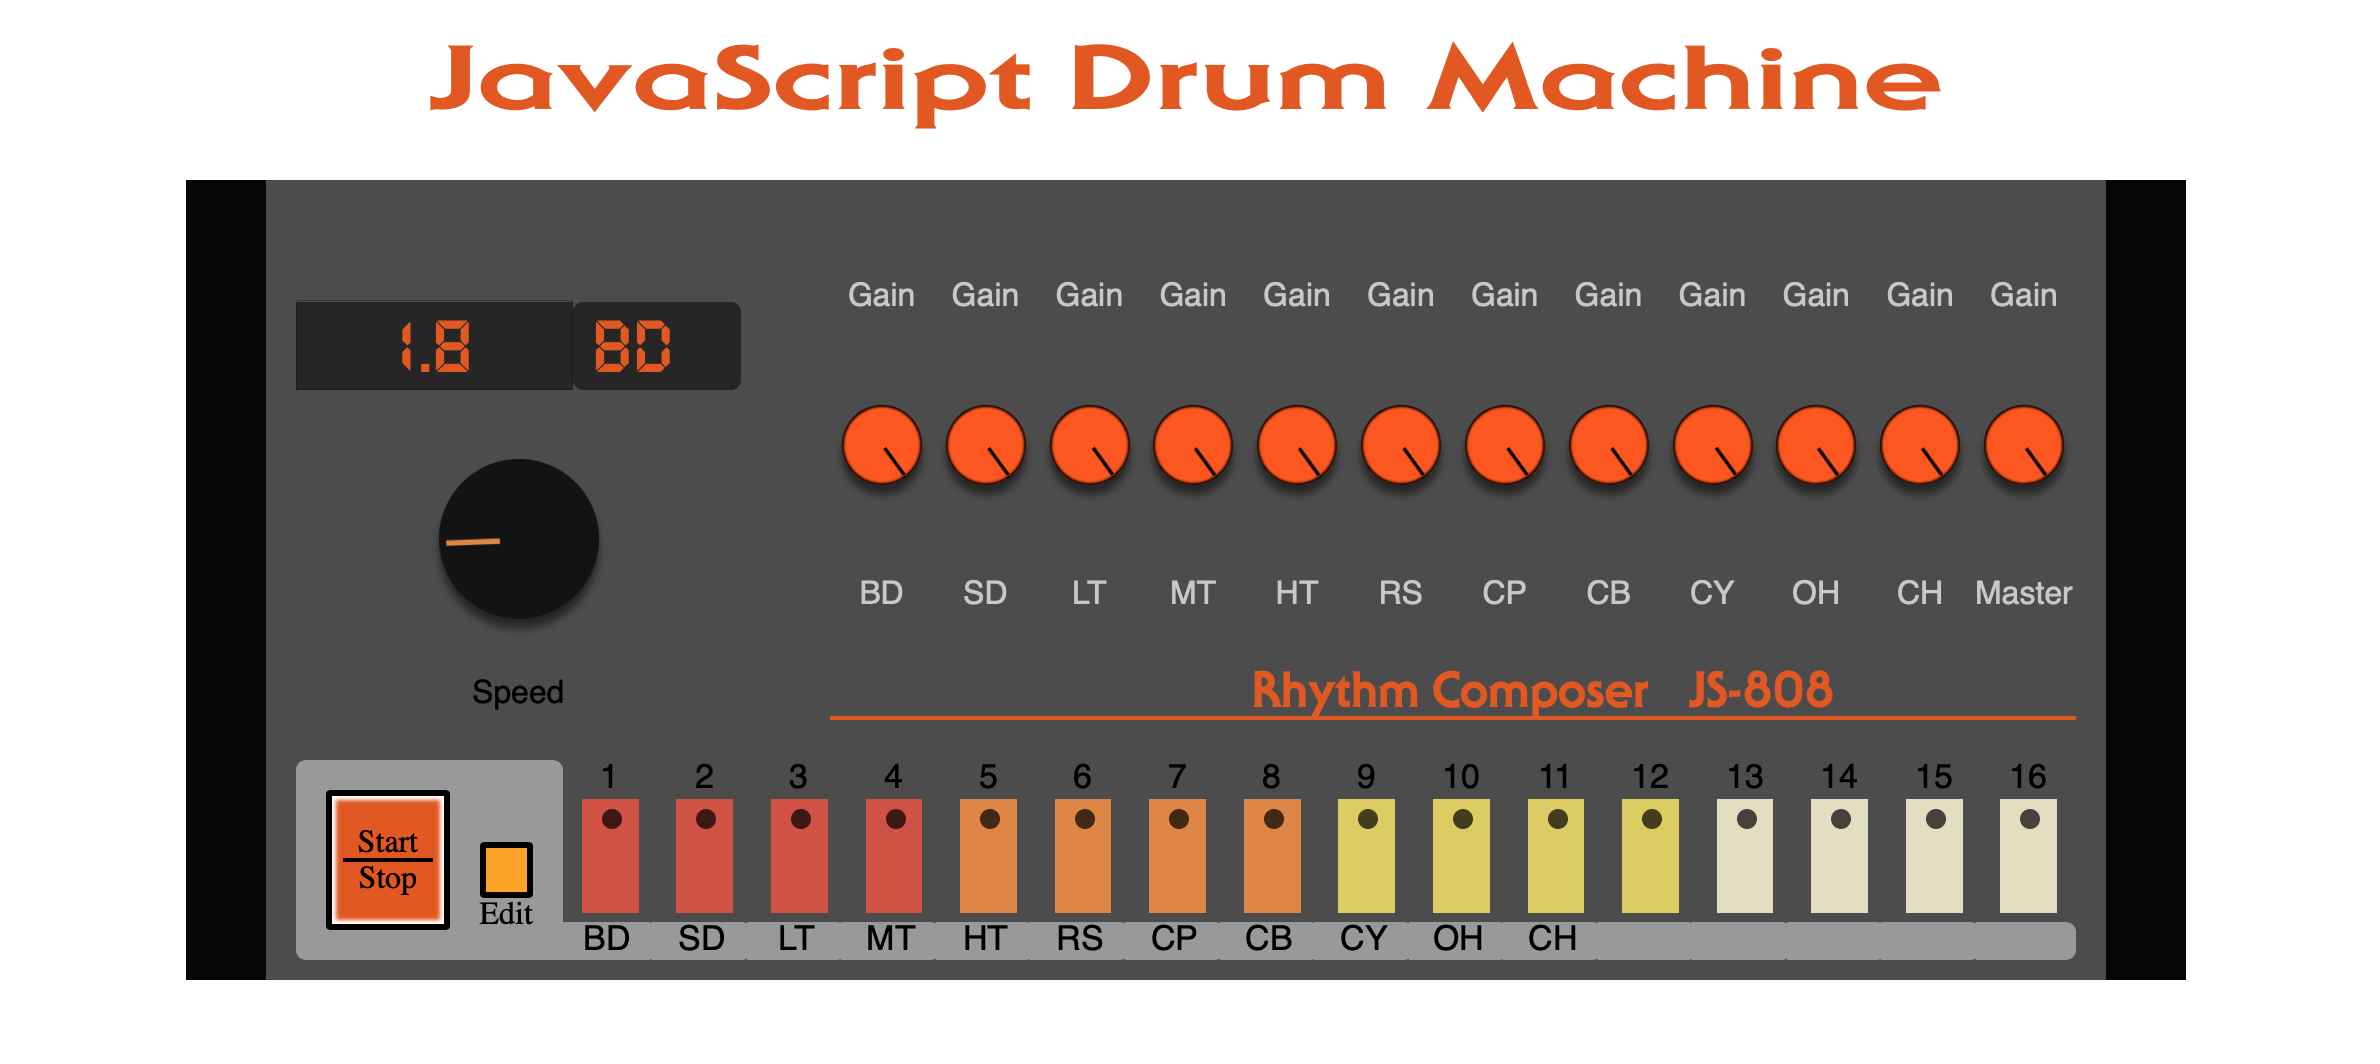 JavaScript Drum Machine
Gain Gain Gain Gain Gain Gain Gain Gain Gain Gain Gain Gain
1.8 BD
BD SD LT MT HT RS CP CB CY OH CH Master
Speed
Rhythm Composer JS-808
1 2 3 4 5 6 7 8 9 10 11 12 13 14 15 16
Start
Stop
Edit
BD SD LT MT HT RS CP CB CY OH CH